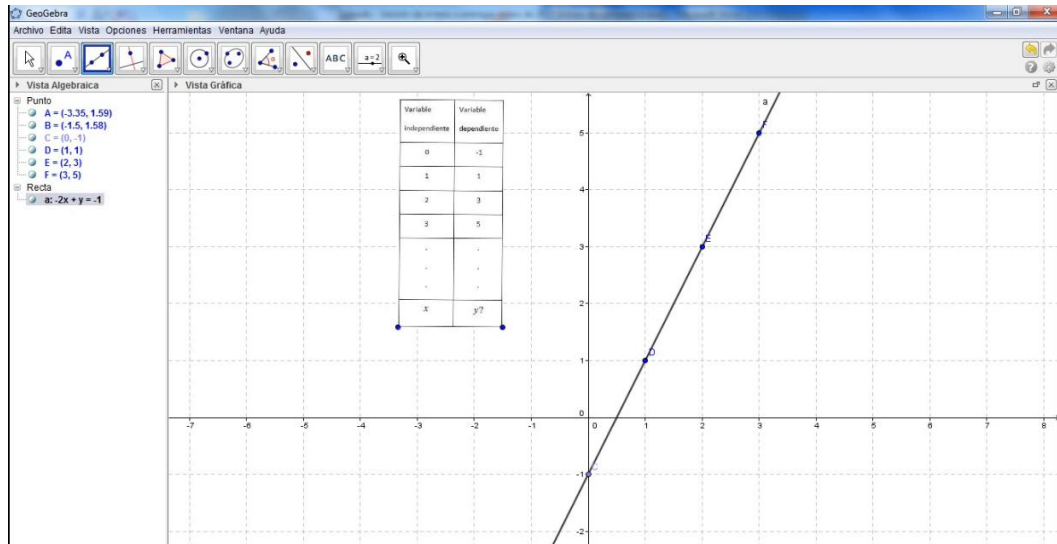 GeoGebra
Archivo Edita Vista Opciones Herramientas Ventana Ayuda
A
ABC
a=2
Vista Algebraica
Vista Gráfica
Punto
A = (-3.35, 1.59)
B = (-1.5, 1.58)
C = (0, -1)
D = (1, 1)
E = (2, 3)
F = (3, 5)
Recta
a: -2x + y = -1
Variable independiente
Variable dependiente
0 -1
1 1
2 3
3 5
. .
. .
. .
x y?
a
F
E
D
C
5
4
3
2
1
0
-1
-2
-7 -6 -5 -4 -3 -2 -1 0 1 2 3 4 5 6 7 8